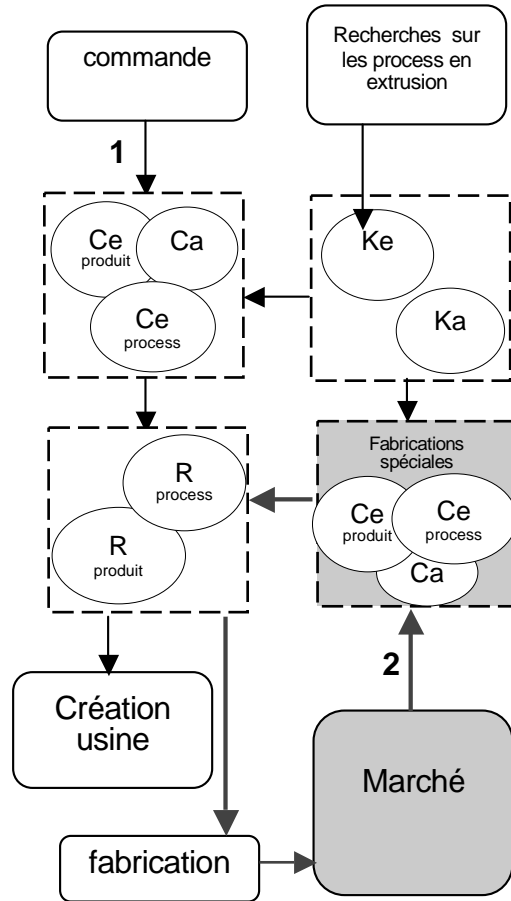 commande
Recherches sur
les process en
extrusion
1
Ce
produit
Ca
Ce
process
Ke
Ka
R
process
R
produit
Fabrications
spéciales
Ce
produit
Ce
process
Ca
2
Création
usine
Marché
fabrication